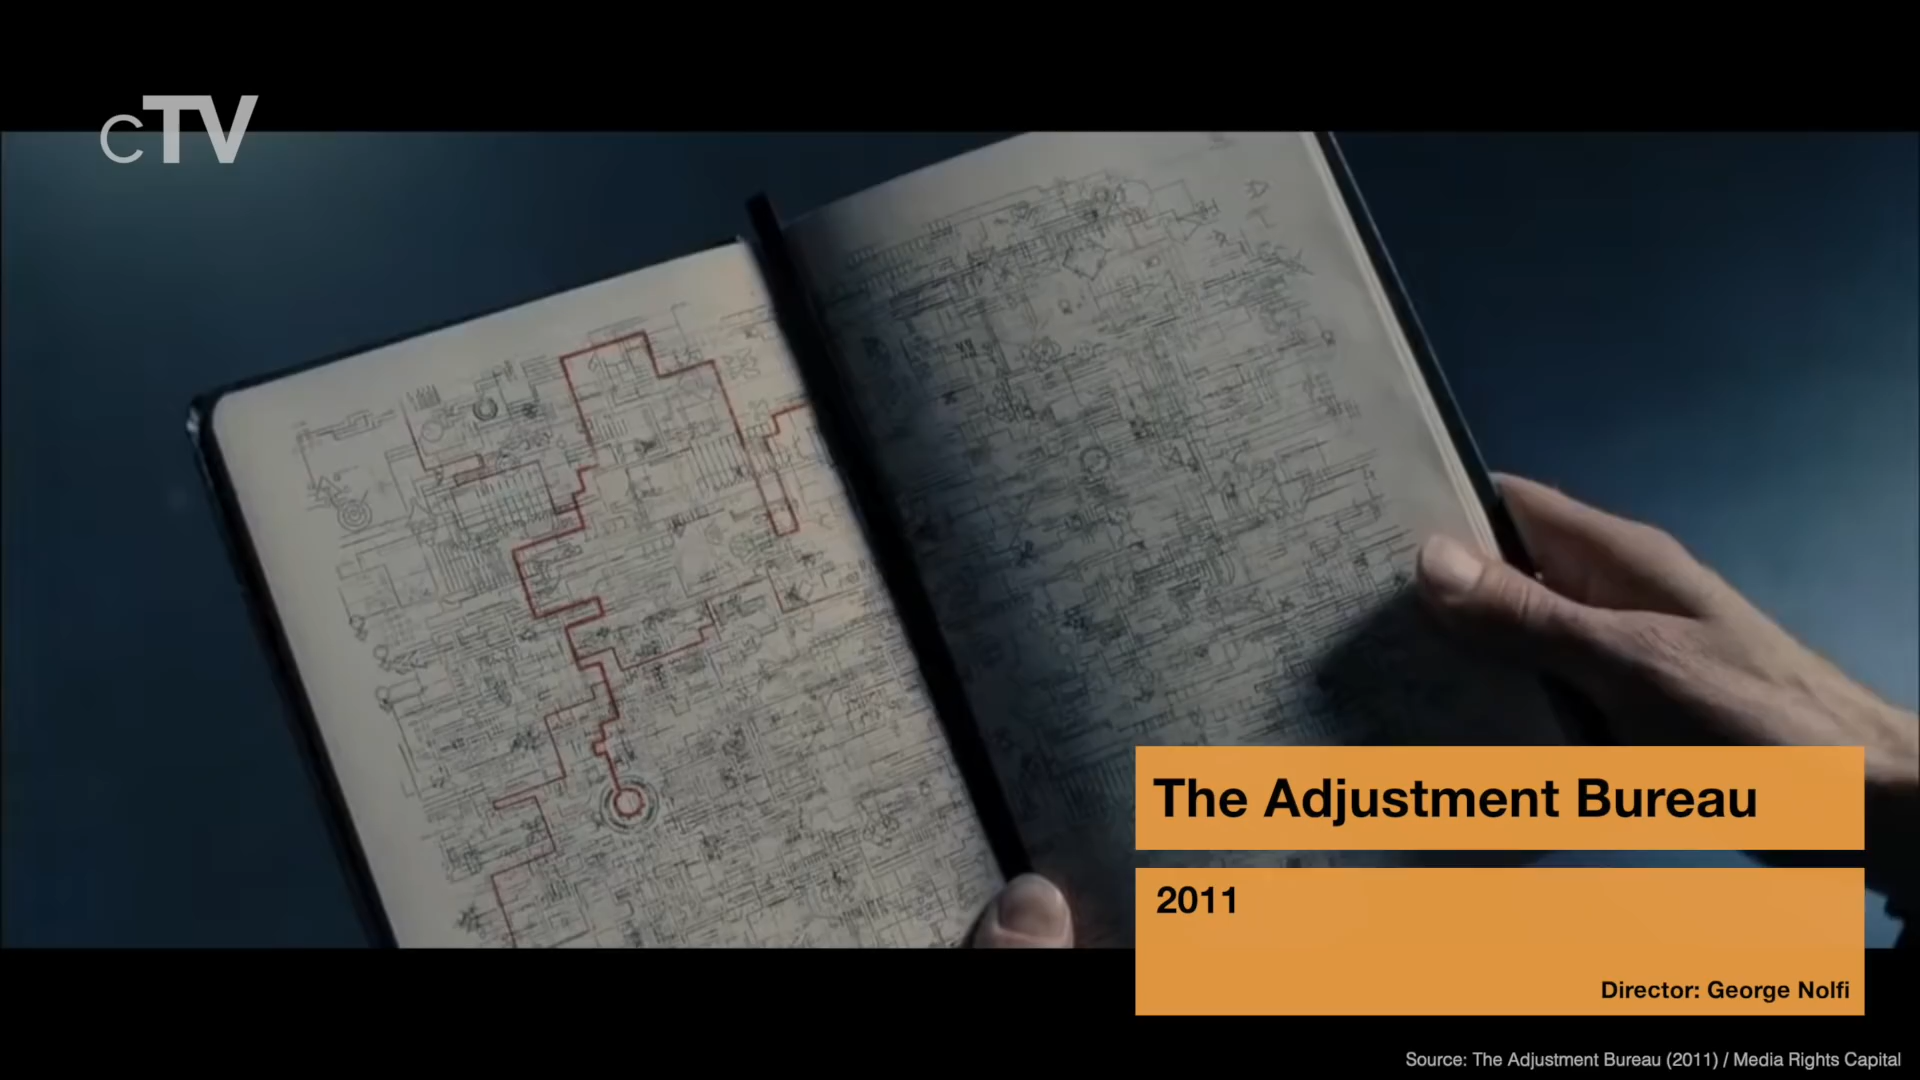 cTV
The Adjustment Bureau
2011
Director: George Nolfi
Source: The Adjustment Bureau (2011) / Media Rights Capital